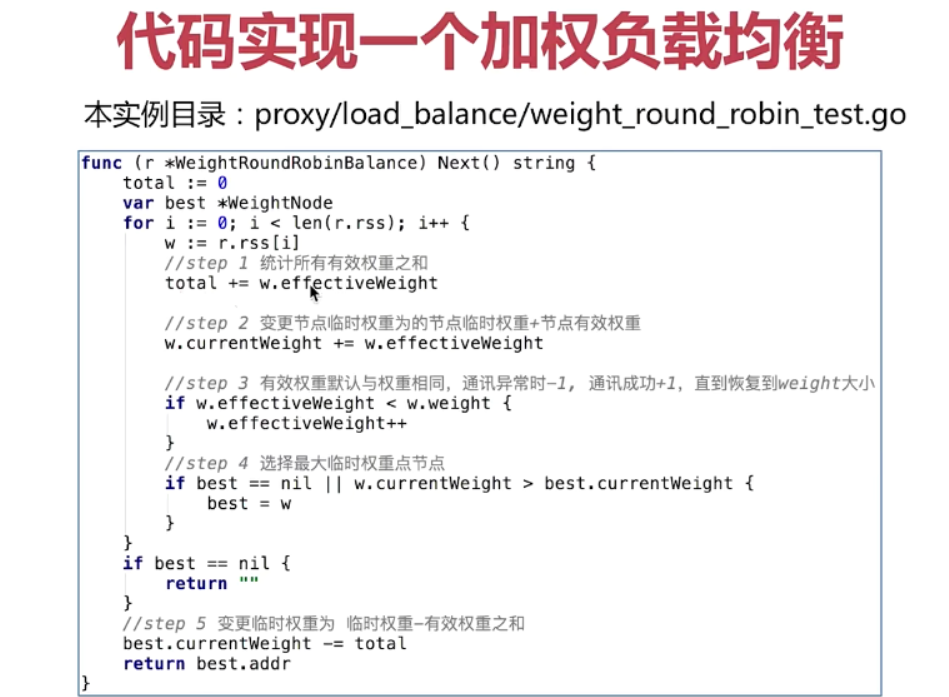 代码实现一个加权负载均衡
本实例目录：proxy/load_balance/weight_round_robin_test.go
func (r *WeightRoundRobinBalance) Next() string {
    total := 0
    var best *WeightNode
    for i := 0; i < len(r.rss); i++ {
        w := r.rss[i]
        //step 1 统计所有有效权重之和
        total += w.effectiveWeight
        //step 2 变更节点临时权重为的节点临时权重+节点有效权重
        w.currentWeight += w.effectiveWeight
        //step 3 有效权重默认与权重相同，通讯异常时-1, 通讯成功+1，直到恢复到weight大小
        if w.effectiveWeight < w.weight {
            w.effectiveWeight++
        }
        //step 4 选择最大临时权重点节点
        if best == nil || w.currentWeight > best.currentWeight {
            best = w
        }
    }
    if best == nil {
        return ""
    }
    //step 5 变更临时权重为 临时权重-有效权重之和
    best.currentWeight -= total
    return best.addr
}